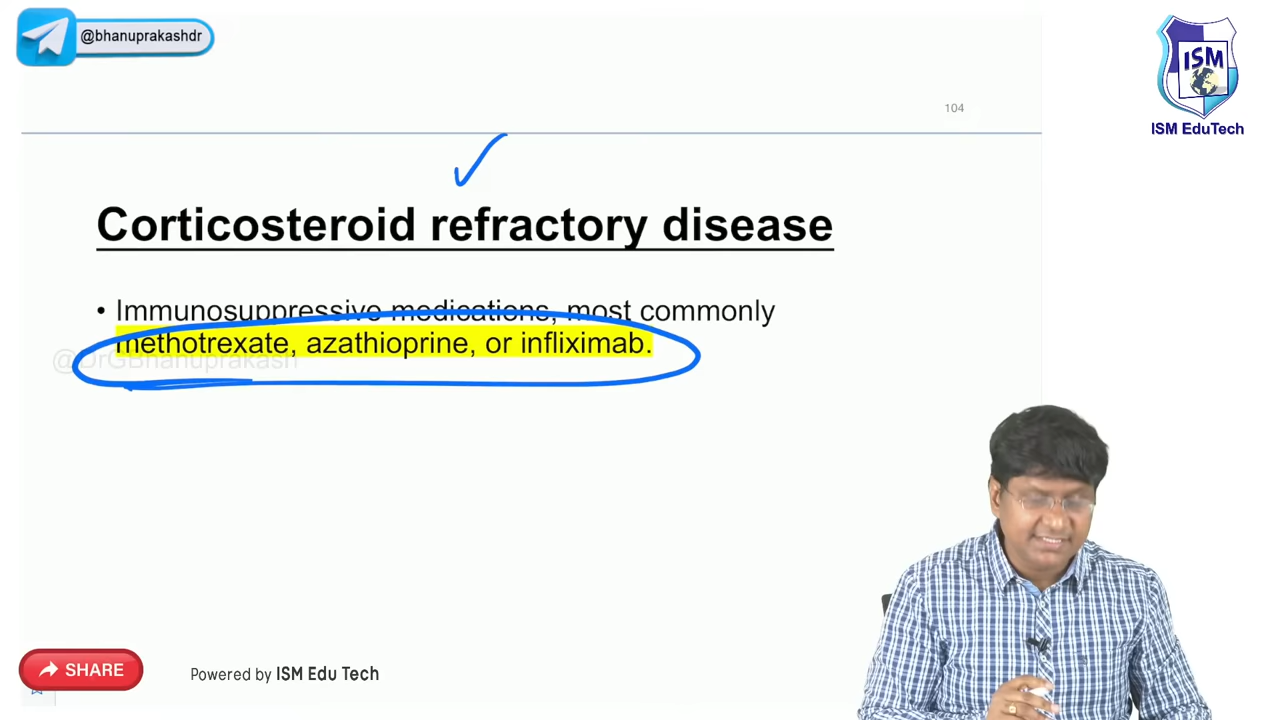 @bhanuprakashdr
ISM
ISM EduTech
104
Corticosteroid refractory disease
• Immunosuppressive medications, most commonly
methotrexate, azathioprine, or infliximab.
@DrGBhanuprakash
SHARE
Powered by ISM Edu Tech